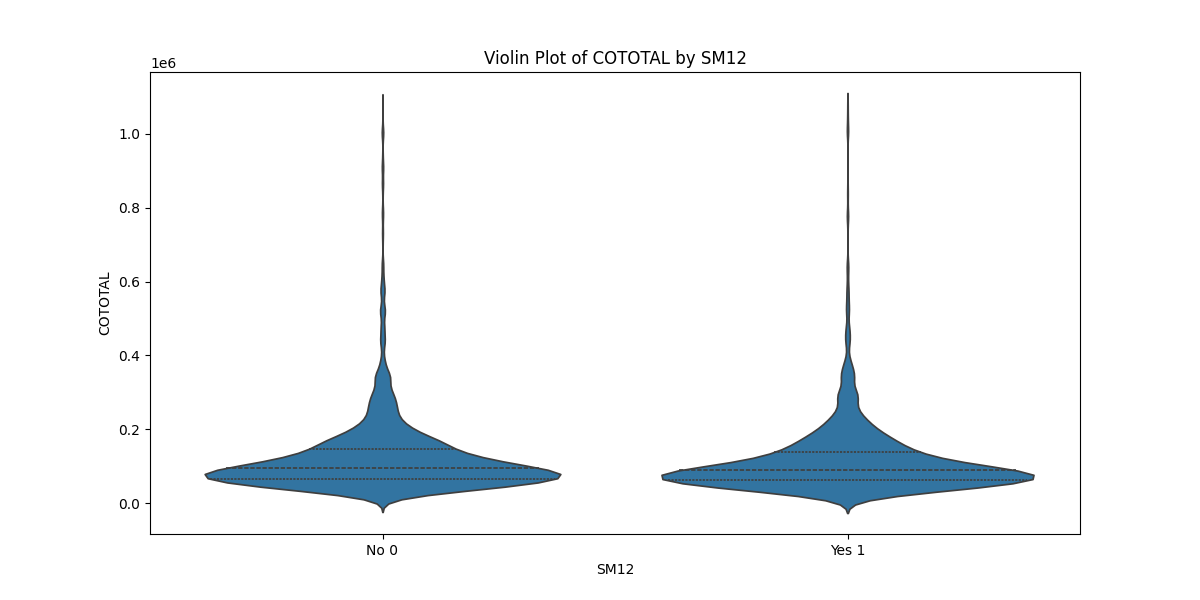 Violin Plot of COTOTAL by SM12
1e6
1.0
0.8
0.6
0.4
0.2
0.0
COTOTAL
No 0
Yes 1
SM12